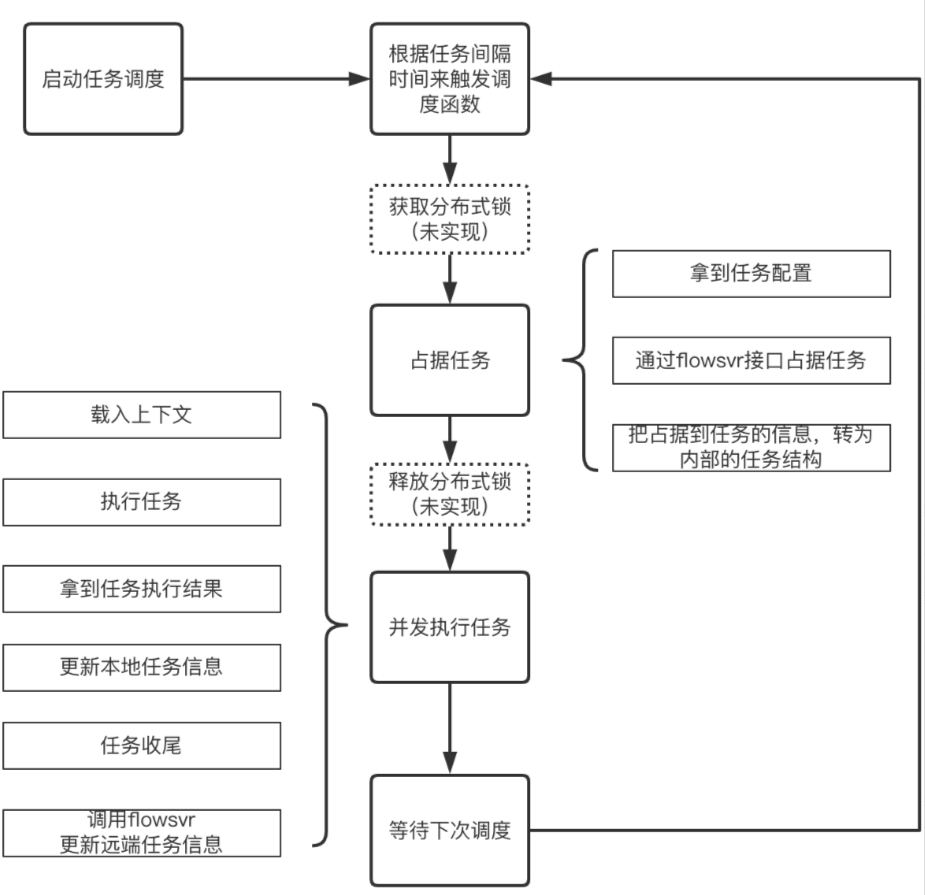 启动任务调度
根据任务间隔
时间来触发调
度函数
获取分布式锁
（未实现）
占据任务
拿到任务配置
通过flowsvr接口占据任务
把占据到任务的信息，转为
内部的任务结构
释放分布式锁
（未实现）
并发执行任务
载入上下文
执行任务
拿到任务执行结果
更新本地任务信息
任务收尾
调用flowsvr
更新远端任务信息
等待下次调度